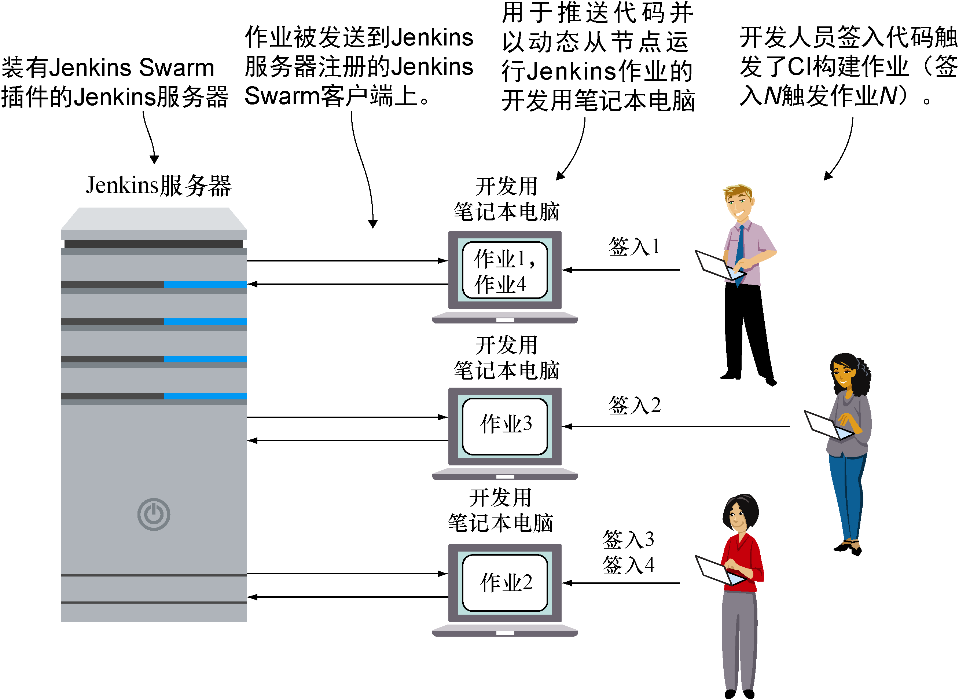 装有Jenkins Swarm
插件的Jenkins服务器
作业被发送到Jenkins
服务器注册的Jenkins
Swarm客户端上。
用于推送代码并
以动态从节点运
行Jenkins作业的
开发用笔记本电脑
开发人员签入代码触
发了CI构建作业（签
入N触发作业N）。
Jenkins服务器
开发用
笔记本电脑
作业1，
作业4
签入1
开发用
笔记本电脑
作业3
签入2
开发用
笔记本电脑
作业2
签入3
签入4